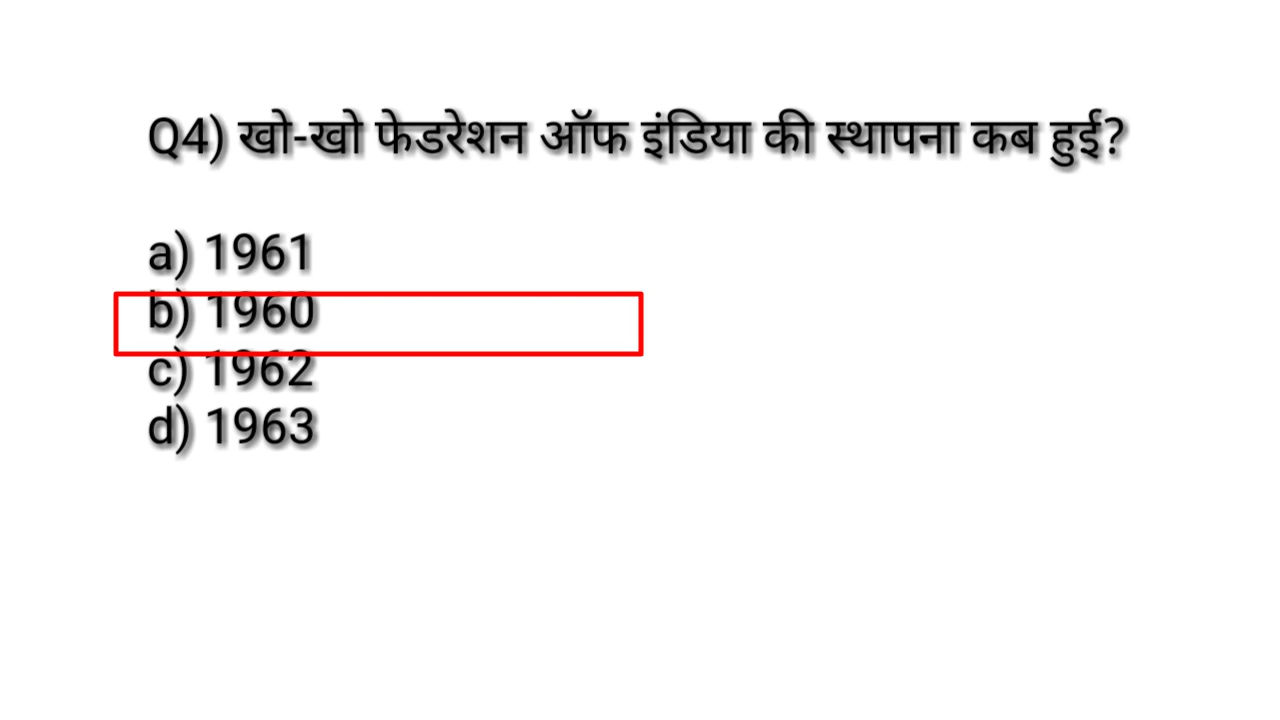 Q4) खो-खो फेडरेशन ऑफ इंडिया की स्थापना कब हुई?
a) 1961
b) 1960
c) 1962
d) 1963